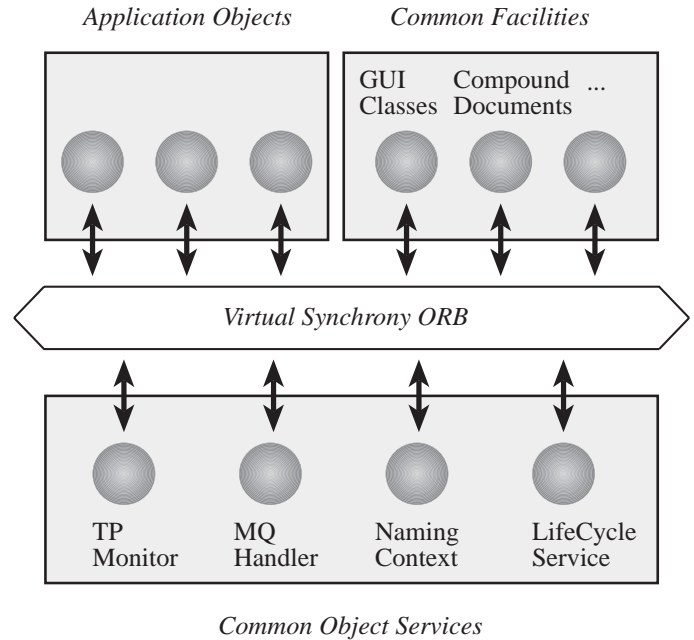 Application Objects
Common Facilities
GUI
Classes
Compound
Documents
...
Virtual Synchrony ORB
TP
Monitor
MQ
Handler
Naming
Context
LifeCycle
Service
Common Object Services